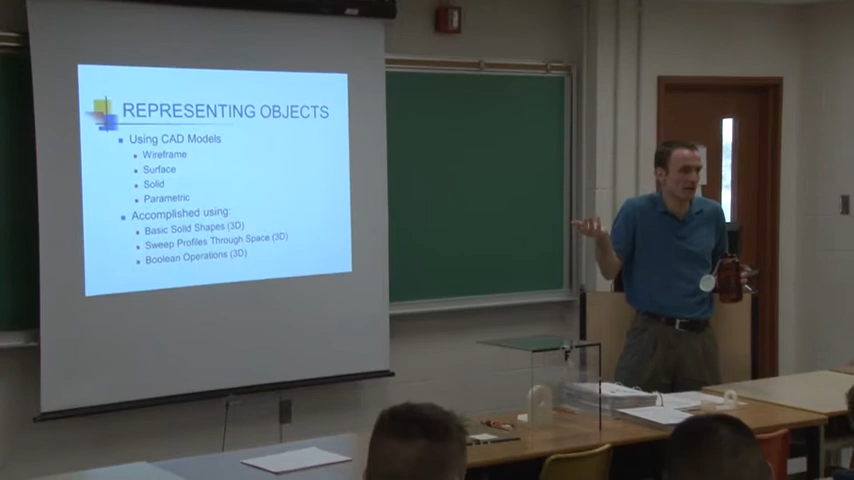 REPRESENTING OBJECTS
Using CAD Models
Wireframe
Surface
Solid
Parametric
Accomplished using:
Basic Solid Shapes (3D)
Sweep Profiles Through Space (3D)
Boolean Operations (3D)